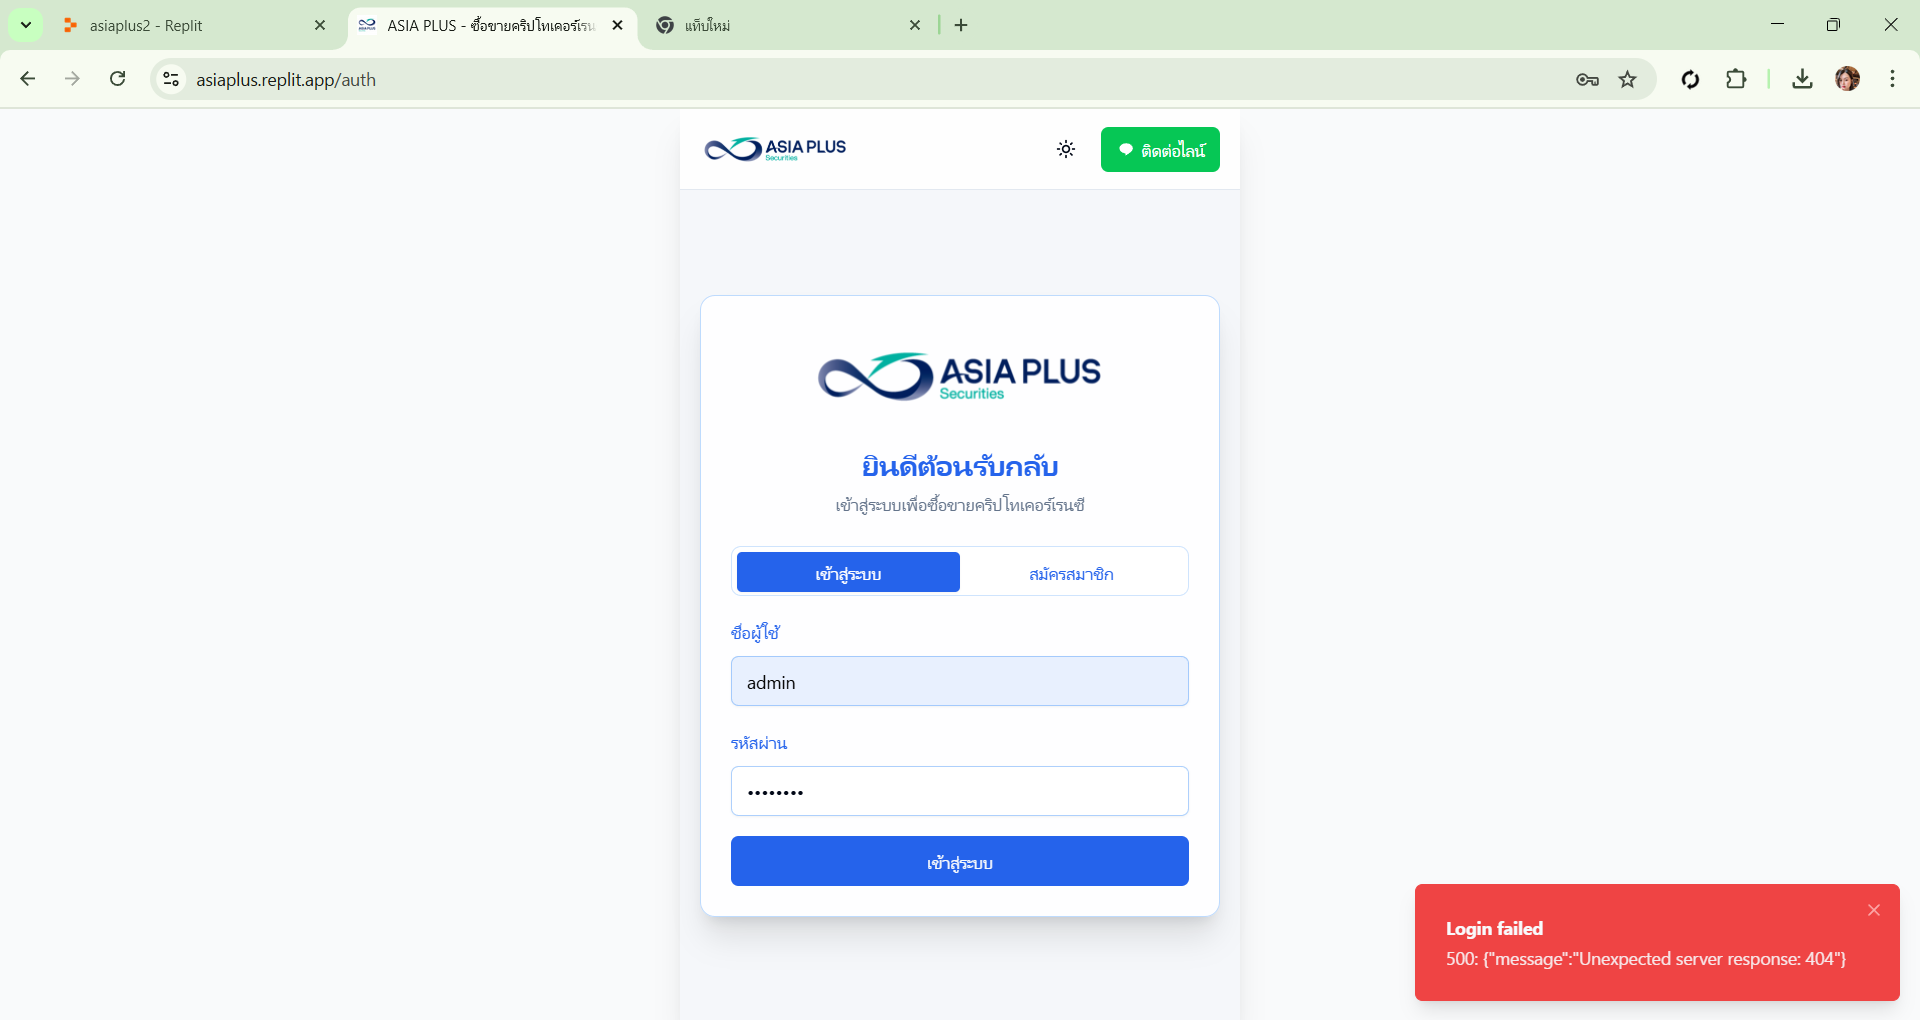 asiaplus2 - Replit
ASIA PLUS - ซื้อขายคริปโทเคอร์เรน
แท็บใหม่
asiaplus.replit.app/auth
ASIA PLUS
Securities
ติดต่อไลน์
ASIA PLUS
Securities
ยินดีต้อนรับกลับ
เข้าสู่ระบบเพื่อซื้อขายคริปโทเคอร์เรนซี
เข้าสู่ระบบ
สมัครสมาชิก
ชื่อผู้ใช้
admin
รหัสผ่าน
••••••••
เข้าสู่ระบบ
Login failed
500: {"message":"Unexpected server response: 404"}